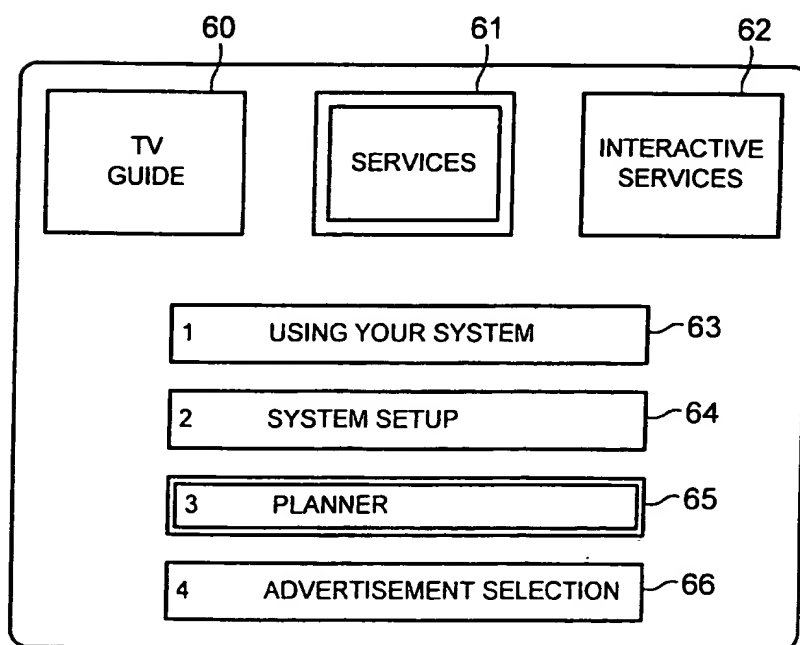 60
61
62
TV
GUIDE
SERVICES
INTERACTIVE
SERVICES
1 USING YOUR SYSTEM
63
2 SYSTEM SETUP
64
3 PLANNER
65
4 ADVERTISEMENT SELECTION
66